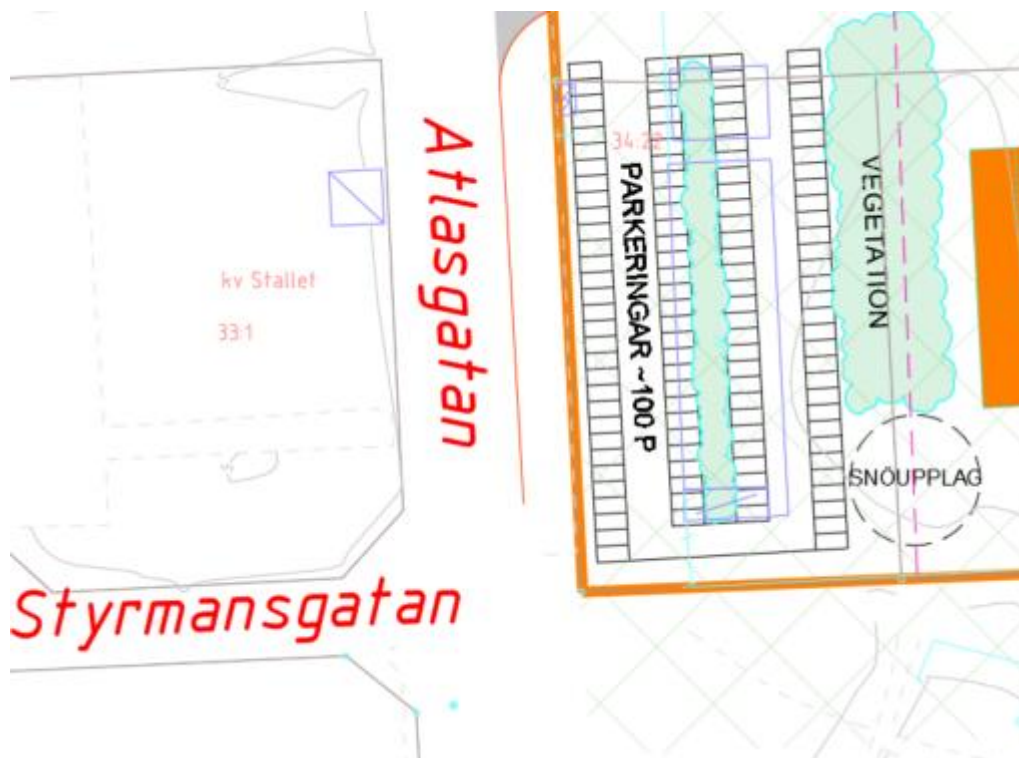 Atlasgatan
34:22
PARKERINGAR ~100 P
VEGETATION
kv Stallet
33:1
SNÖUPPLAG
Styrmansgatan